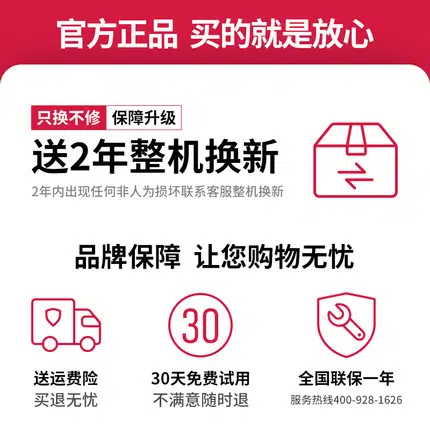 官方正品 买的就是放心
只换不修 保障升级
送2年整机换新
2年内出现任何非人为损坏联系客服整机换新
品牌保障 让您购物无忧
30
送运费险 30天免费试用 全国联保一年
买退无忧 不满意随时退 服务热线400-928-1626